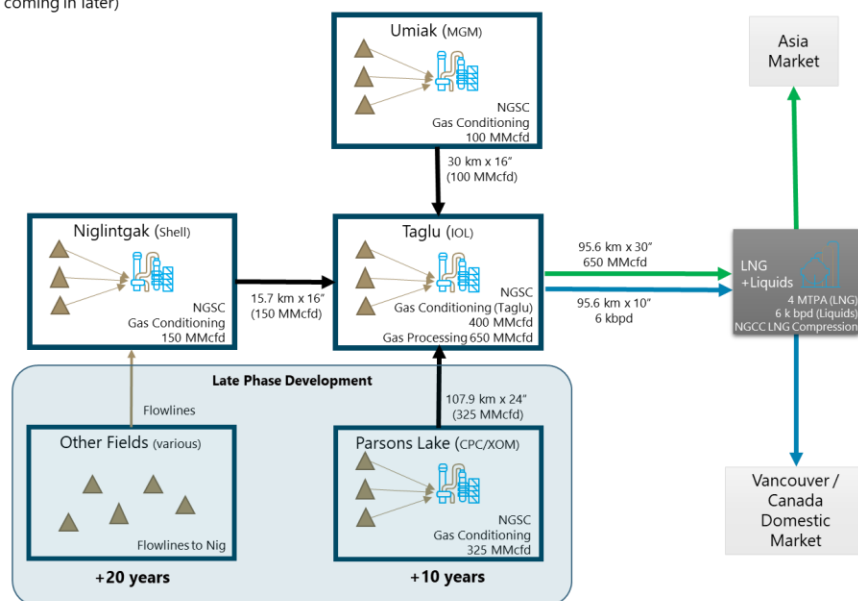 coming in later)
Umiak (MGM)
NGSC
Gas Conditioning
100 MMcfd
Asia
Market
30 km x 16”
(100 MMcfd)
Niglintgak (Shell)
NGSC
Gas Conditioning
150 MMcfd
15.7 km x 16”
(150 MMcfd)
Taglu (IOL)
NGSC
Gas Conditioning (Taglu)
400 MMcfd
Gas Processing 650 MMcfd
95.6 km x 30”
650 MMcfd
95.6 km x 10”
6 kbpd
LNG
+Liquids
4 MTPA (LNG)
6 k bpd (Liquids)
NGCC LNG Compression
Late Phase Development
Flowlines
107.9 km x 24”
(325 MMcfd)
Other Fields (various)
Flowlines to Nig
Parsons Lake (CPC/XOM)
NGSC
Gas Conditioning
325 MMcfd
Vancouver /
Canada
Domestic
Market
+20 years
+10 years